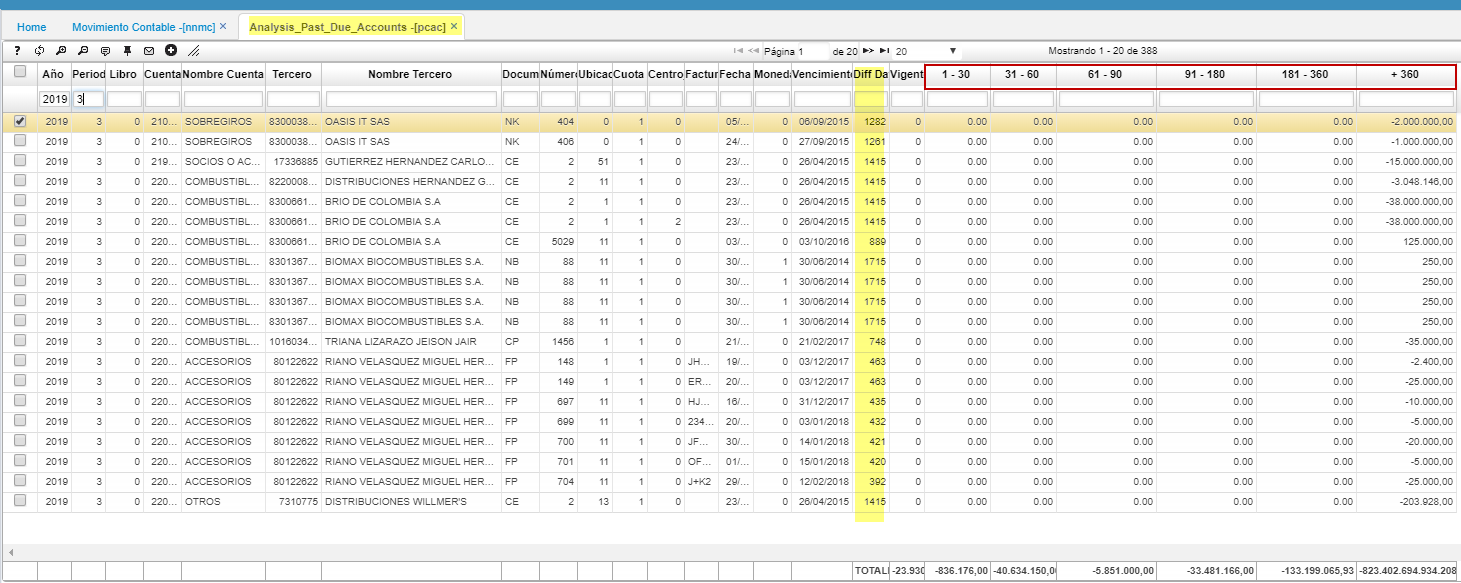 Home Movimiento Contable -[nnmc] × Analysis_Past_Due_Accounts -[pcac] ×
? Página 1 de 20 20 Mostrando 1 - 20 de 388
Año Period Libro Cuenta Nombre Cuenta Tercero Nombre Tercero Docum Número Ubicac Cuota Centro Factur Fecha Moneda Vencimiento Diff Da Vigent 1 - 30 31 - 60 61 - 90 91 - 180 181 - 360 + 360
2019 3
2019 3 0 210... SOBREGIROS 8300038... OASIS IT SAS NK 404 0 1 0 05/... 0 06/09/2015 1282 0 0.00 0.00 0.00 0.00 0.00 -2.000.000,00
2019 3 0 210... SOBREGIROS 8300038... OASIS IT SAS NK 406 0 1 0 24/... 0 27/09/2015 1261 0 0.00 0.00 0.00 0.00 0.00 -1.000.000,00
2019 3 0 219... SOCIOS O AC... 17336885 GUTIERREZ HERNANDEZ CARLO... CE 2 51 1 0 23/... 0 26/04/2015 1415 0 0.00 0.00 0.00 0.00 0.00 -15.000.000,00
2019 3 0 220... COMBUSTIBL... 8220008... DISTRIBUCIONES HERNANDEZ G... CE 2 11 1 0 23/... 0 26/04/2015 1415 0 0.00 0.00 0.00 0.00 0.00 -3.048.146,00
2019 3 0 220... COMBUSTIBL... 8300661... BRIO DE COLOMBIA S.A CE 2 1 1 0 23/... 0 26/04/2015 1415 0 0.00 0.00 0.00 0.00 0.00 -38.000.000,00
2019 3 0 220... COMBUSTIBL... 8300661... BRIO DE COLOMBIA S.A CE 2 1 1 2 23/... 0 26/04/2015 1415 0 0.00 0.00 0.00 0.00 0.00 -38.000.000,00
2019 3 0 220... COMBUSTIBL... 8300661... BRIO DE COLOMBIA S.A CE 5029 11 1 0 03/... 0 03/10/2016 889 0 0.00 0.00 0.00 0.00 0.00 125.000,00
2019 3 0 220... COMBUSTIBL... 8301367... BIOMAX BIOCOMBUSTIBLES S.A. NB 88 11 1 0 30/... 1 30/06/2014 1715 0 0.00 0.00 0.00 0.00 0.00 250,00
2019 3 0 220... COMBUSTIBL... 8301367... BIOMAX BIOCOMBUSTIBLES S.A. NB 88 11 1 0 30/... 1 30/06/2014 1715 0 0.00 0.00 0.00 0.00 0.00 250,00
2019 3 0 220... COMBUSTIBL... 8301367... BIOMAX BIOCOMBUSTIBLES S.A. NB 88 11 1 0 30/... 1 30/06/2014 1715 0 0.00 0.00 0.00 0.00 0.00 250,00
2019 3 0 220... COMBUSTIBL... 8301367... BIOMAX BIOCOMBUSTIBLES S.A. NB 88 11 1 0 30/... 1 30/06/2014 1715 0 0.00 0.00 0.00 0.00 0.00 250,00
2019 3 0 220... COMBUSTIBL... 1016034... TRIANA LIZARAZO JEISON JAIR CP 1456 1 1 0 21/... 0 21/02/2017 748 0 0.00 0.00 0.00 0.00 0.00 -35.000,00
2019 3 0 220... ACCESORIOS 80122622 RIANO VELASQUEZ MIGUEL HER... FP 148 1 1 0 JH... 19/... 0 03/12/2017 463 0 0.00 0.00 0.00 0.00 0.00 -2.400,00
2019 3 0 220... ACCESORIOS 80122622 RIANO VELASQUEZ MIGUEL HER... FP 149 1 1 0 ER... 20/... 0 03/12/2017 463 0 0.00 0.00 0.00 0.00 0.00 -25.000,00
2019 3 0 220... ACCESORIOS 80122622 RIANO VELASQUEZ MIGUEL HER... FP 697 11 1 0 HJ... 16/... 0 31/12/2017 435 0 0.00 0.00 0.00 0.00 0.00 -10.000,00
2019 3 0 220... ACCESORIOS 80122622 RIANO VELASQUEZ MIGUEL HER... FP 699 11 1 0 234... 20/... 0 03/01/2018 432 0 0.00 0.00 0.00 0.00 0.00 -5.000,00
2019 3 0 220... ACCESORIOS 80122622 RIANO VELASQUEZ MIGUEL HER... FP 700 11 1 0 JF... 30/... 0 14/01/2018 421 0 0.00 0.00 0.00 0.00 0.00 -20.000,00
2019 3 0 220... ACCESORIOS 80122622 RIANO VELASQUEZ MIGUEL HER... FP 701 11 1 0 OF... 01/... 0 15/01/2018 420 0 0.00 0.00 0.00 0.00 0.00 -5.000,00
2019 3 0 220... ACCESORIOS 80122622 RIANO VELASQUEZ MIGUEL HER... FP 704 11 1 0 J+K2 29/... 0 12/02/2018 392 0 0.00 0.00 0.00 0.00 0.00 -25.000,00
2019 3 0 220... OTROS 7310775 DISTRIBUCIONES WILLMER'S CE 2 13 1 0 23/... 0 26/04/2015 1415 0 0.00 0.00 0.00 0.00 0.00 -203.928,00
TOTAL -23.930 -836.176,00 -40.634.150,0 -5.851.000,00 -33.481.166,00 -133.199.065,93 -823.402.694.934.208